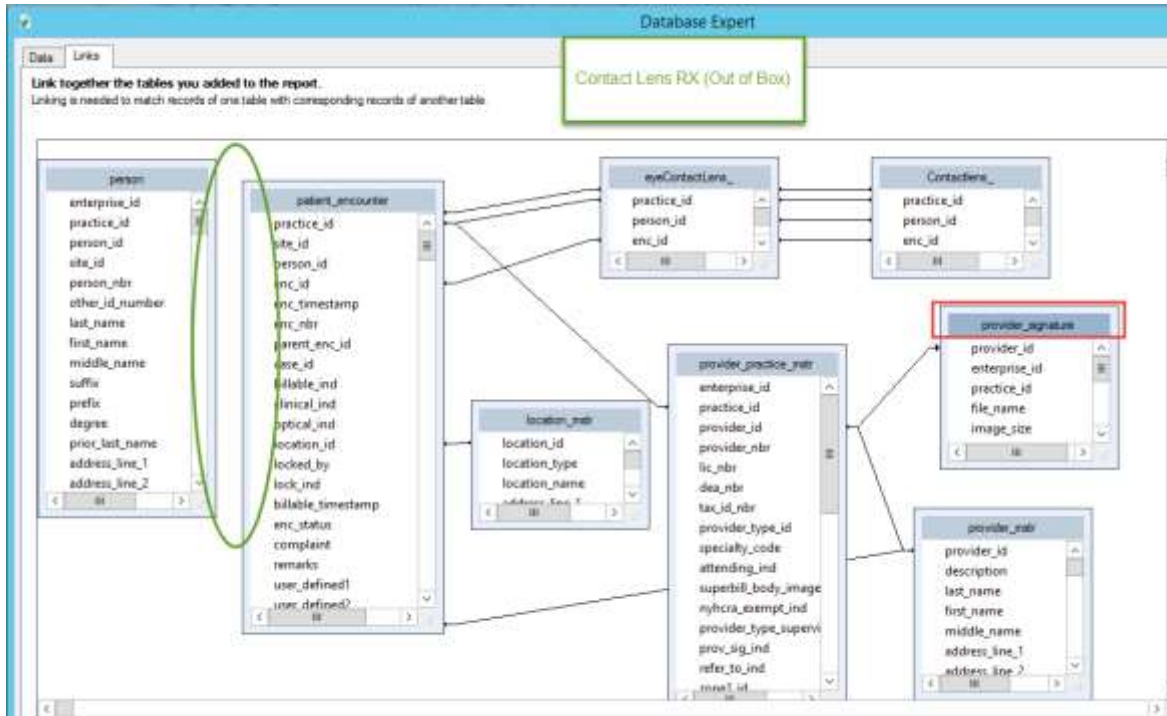 Database Expert
Data
Links
Link together the tables you added to the report.
Linking is needed to match records of one table with corresponding records of another table
Contact Lens RX (Out of Box)
person
enterprise_id
practice_id
person_id
site_id
person_nbr
other_id_number
last_name
first_name
middle_name
suffix
prefix
degree
prior_last_name
address_line_1
address_line_2
patient_encounter
practice_id
site_id
person_id
enc_id
enc_timestamp
enc_nbr
parent_enc_id
case_id
billable_ind
clinical_ind
optical_ind
location_id
locked_by
lock_ind
billable_timestamp
enc_status
complaint
remarks
user_defined1
user_defined2
eyeContactLens_
practice_id
person_id
enc_id
Contactlens_
practice_id
person_id
enc_id
location_mstr
location_id
location_type
location_name
address_line_1
provider_practice_mstr
enterprise_id
practice_id
provider_id
provider_nbr
lic_nbr
dea_nbr
tax_id_nbr
provider_type_id
specialty_code
attending_ind
superbill_body_image
nyhcra_exempt_ind
provider_type_supervi
prov_sig_ind
refer_to_ind
provider_signature
provider_id
enterprise_id
practice_id
file_name
image_size
provider_mstr
provider_id
description
last_name
first_name
middle_name
address_line_1
address_line_2